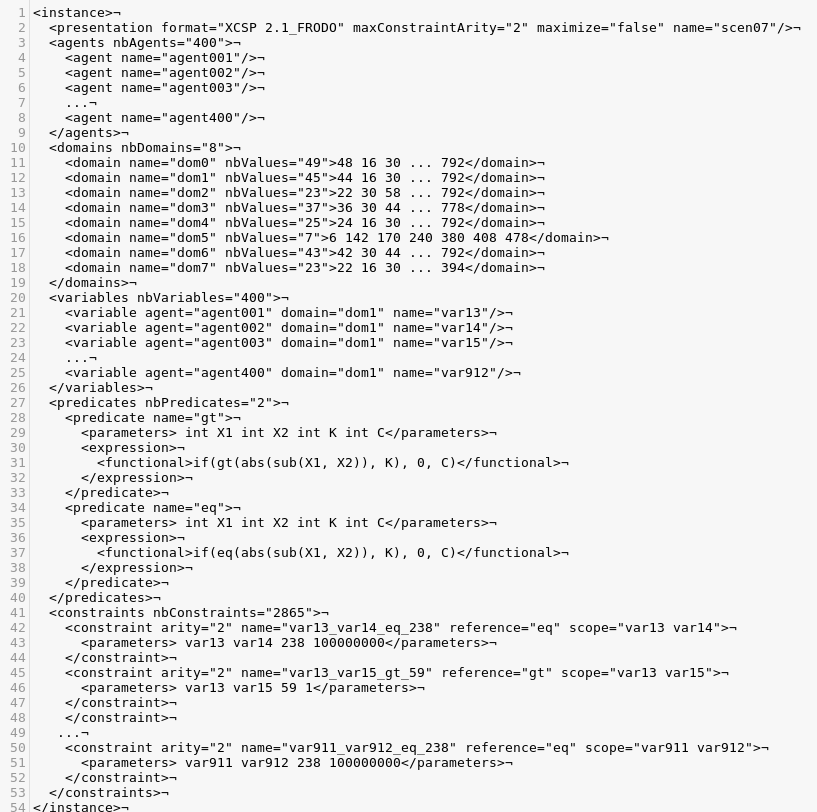 1 <instance>¬
2   <presentation format="XCSP 2.1_FRODO" maxConstraintArity="2" maximize="false" name="scen07"/>¬
3   <agents nbAgents="400">¬
4     <agent name="agent001"/>¬
5     <agent name="agent002"/>¬
6     <agent name="agent003"/>¬
7     ...¬
8     <agent name="agent400"/>¬
9   </agents>¬
10   <domains nbDomains="8">¬
11     <domain name="dom0" nbValues="49">48 16 30 ... 792</domain>¬
12     <domain name="dom1" nbValues="45">44 16 30 ... 792</domain>¬
13     <domain name="dom2" nbValues="23">22 30 58 ... 792</domain>¬
14     <domain name="dom3" nbValues="37">36 30 44 ... 778</domain>¬
15     <domain name="dom4" nbValues="25">24 16 30 ... 792</domain>¬
16     <domain name="dom5" nbValues="7">6 142 170 240 380 408 478</domain>¬
17     <domain name="dom6" nbValues="43">42 30 44 ... 792</domain>¬
18     <domain name="dom7" nbValues="23">22 16 30 ... 394</domain>¬
19   </domains>¬
20   <variables nbVariables="400">¬
21     <variable agent="agent001" domain="dom1" name="var13"/>¬
22     <variable agent="agent002" domain="dom1" name="var14"/>¬
23     <variable agent="agent003" domain="dom1" name="var15"/>¬
24     ...¬
25     <variable agent="agent400" domain="dom1" name="var912"/>¬
26   </variables>¬
27   <predicates nbPredicates="2">¬
28     <predicate name="gt">¬
29       <parameters> int X1 int X2 int K int C</parameters>¬
30       <expression>¬
31         <functional>if(gt(abs(sub(X1, X2)), K), 0, C)</functional>¬
32       </expression>¬
33     </predicate>¬
34     <predicate name="eq">¬
35       <parameters> int X1 int X2 int K int C</parameters>¬
36       <expression>¬
37         <functional>if(eq(abs(sub(X1, X2)), K), 0, C)</functional>¬
38       </expression>¬
39     </predicate>¬
40   </predicates>¬
41   <constraints nbConstraints="2865">¬
42     <constraint arity="2" name="var13_var14_eq_238" reference="eq" scope="var13 var14">¬
43       <parameters> var13 var14 238 100000000</parameters>¬
44     </constraint>¬
45     <constraint arity="2" name="var13_var15_gt_59" reference="gt" scope="var13 var15">¬
46       <parameters> var13 var15 59 1</parameters>¬
47     </constraint>¬
48     </constraint>¬
49    ...¬
50     <constraint arity="2" name="var911_var912_eq_238" reference="eq" scope="var911 var912">¬
51       <parameters> var911 var912 238 100000000</parameters>¬
52     </constraint>¬
53   </constraints>¬
54 </instance>¬